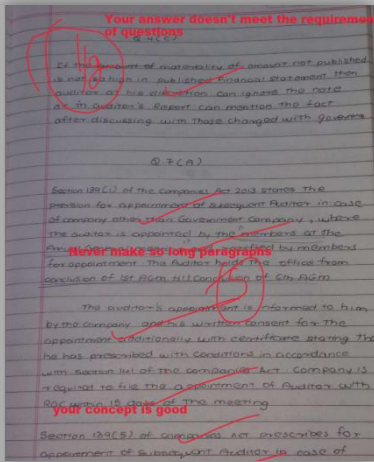 Your answer doesn't meet the requirement
of questions
If the amount of materiality of amount not published
is not so high in published financial statement then
auditor at his discretion can ignore the note
or in auditor's Report can mention the fact
after discussing with those charged with governance
Q 7 (A)
Section 139(1) of the Companies Act 2013 states the
provision for appointment of subsequent Auditor in case
of company other than Government company, where
the auditor is appointed by the members at the
by members
Never make so long paragraphs
for appointment. The Auditor holds the office from
conclusion of 1st AGM till conclusion of 6th AGM
5
The auditor's appointment is informed to him
by the company and his written consent for the
appointment additionally with certificate stating that
he has prescribed with conditions in accordance
with section 141 of the companies Act. Company is
required to file the appointment of Auditor with
ROC within 15 days of the meeting
your concept is good
Section 139(5) of companies Act prescribes for
appointment of Subsequent Auditor in case of